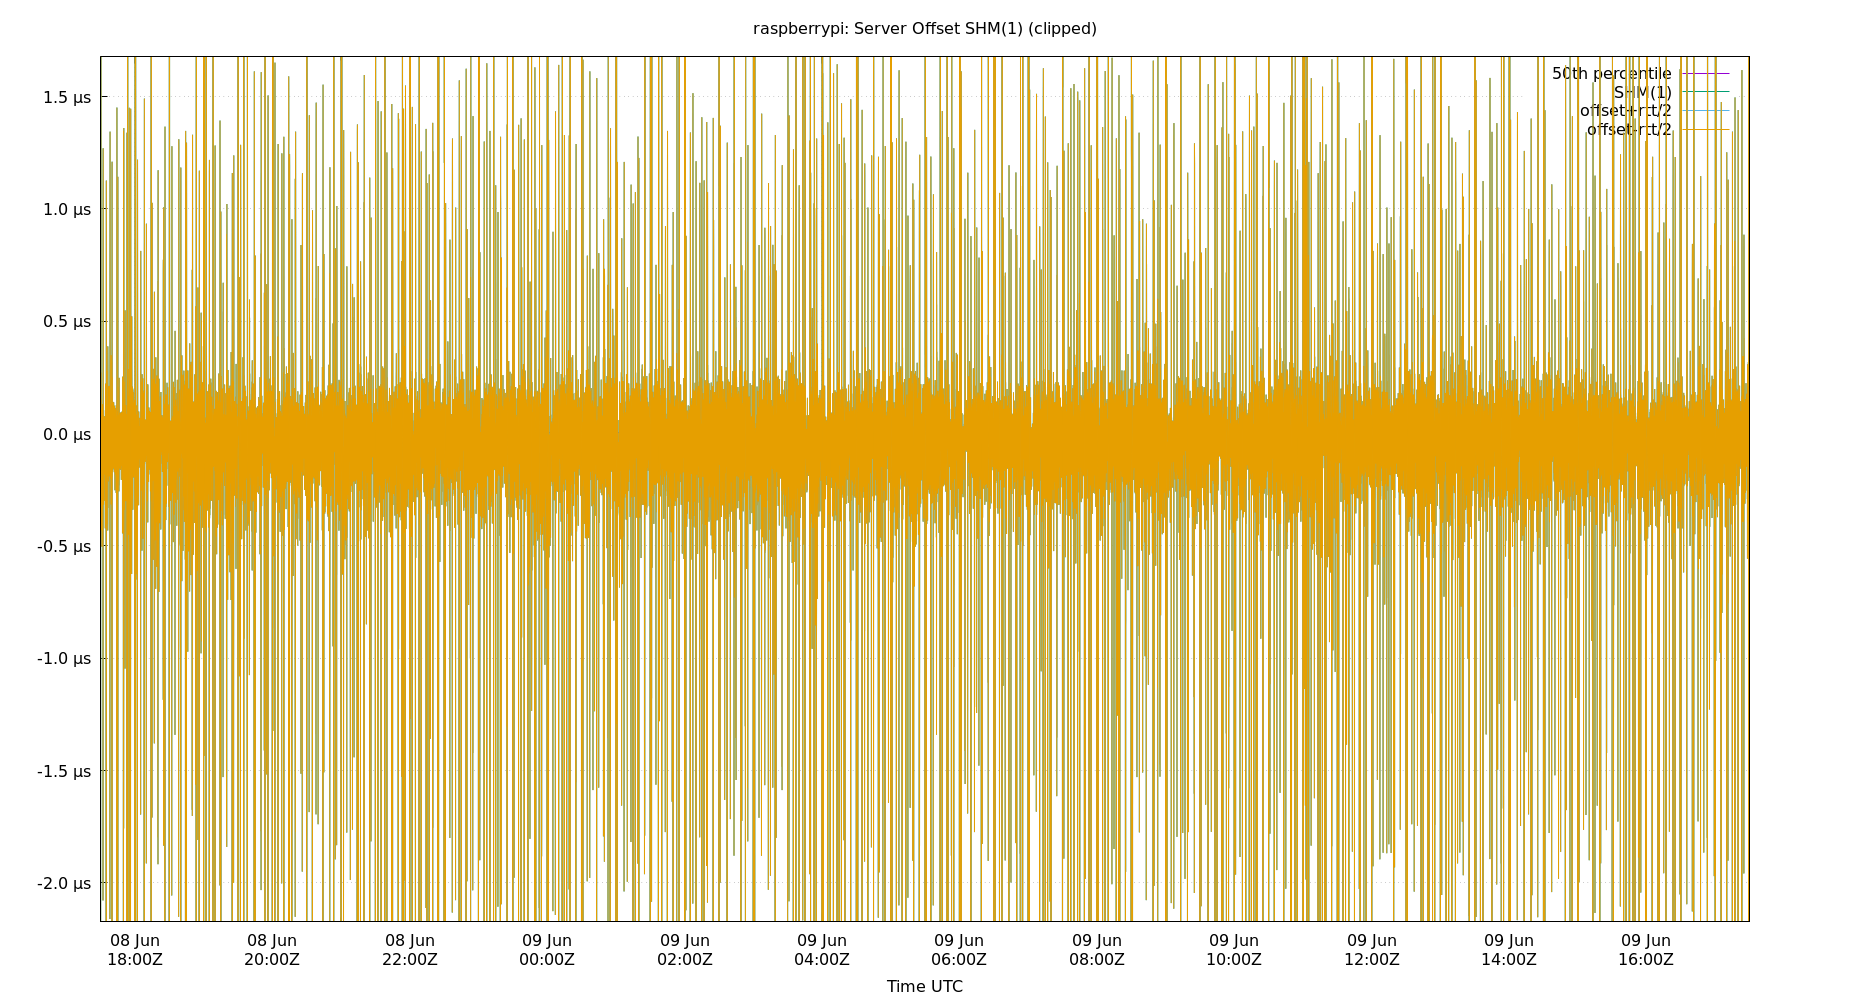 raspberrypi: Server Offset SHM(1) (clipped)
50th percentile
SHM(1)
offset+rtt/2
offset-rtt/2
1.5 µs
1.0 µs
0.5 µs
0.0 µs
-0.5 µs
-1.0 µs
-1.5 µs
-2.0 µs
08 Jun 08 Jun 08 Jun 09 Jun 09 Jun 09 Jun 09 Jun 09 Jun 09 Jun 09 Jun 09 Jun 09 Jun
18:00Z 20:00Z 22:00Z 00:00Z 02:00Z 04:00Z 06:00Z 08:00Z 10:00Z 12:00Z 14:00Z 16:00Z
Time UTC